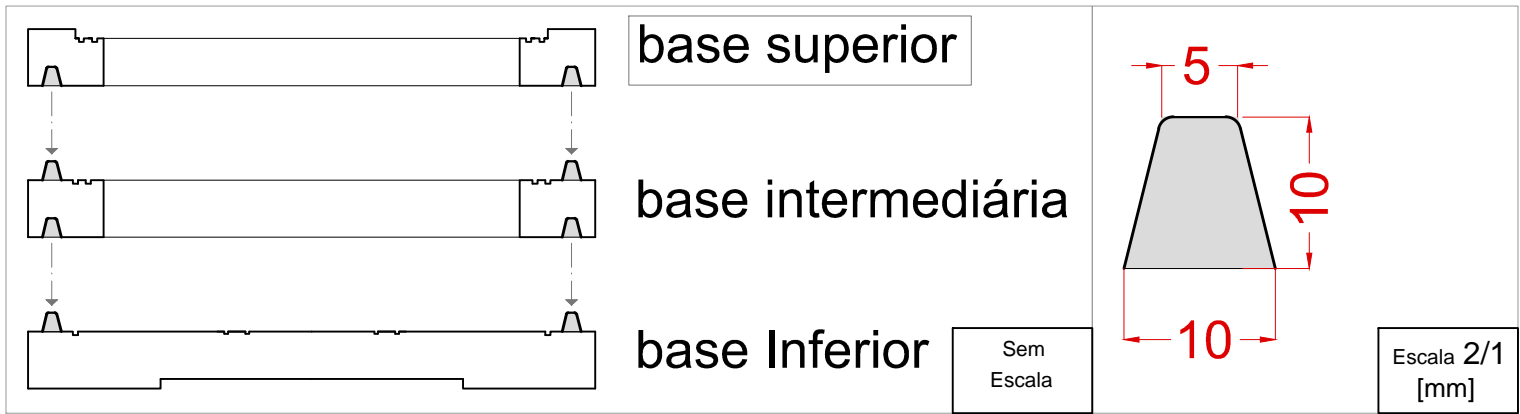 base superior
base intermediária
base Inferior
Sem
Escala
5
10
10
Escala 2/1
[mm]